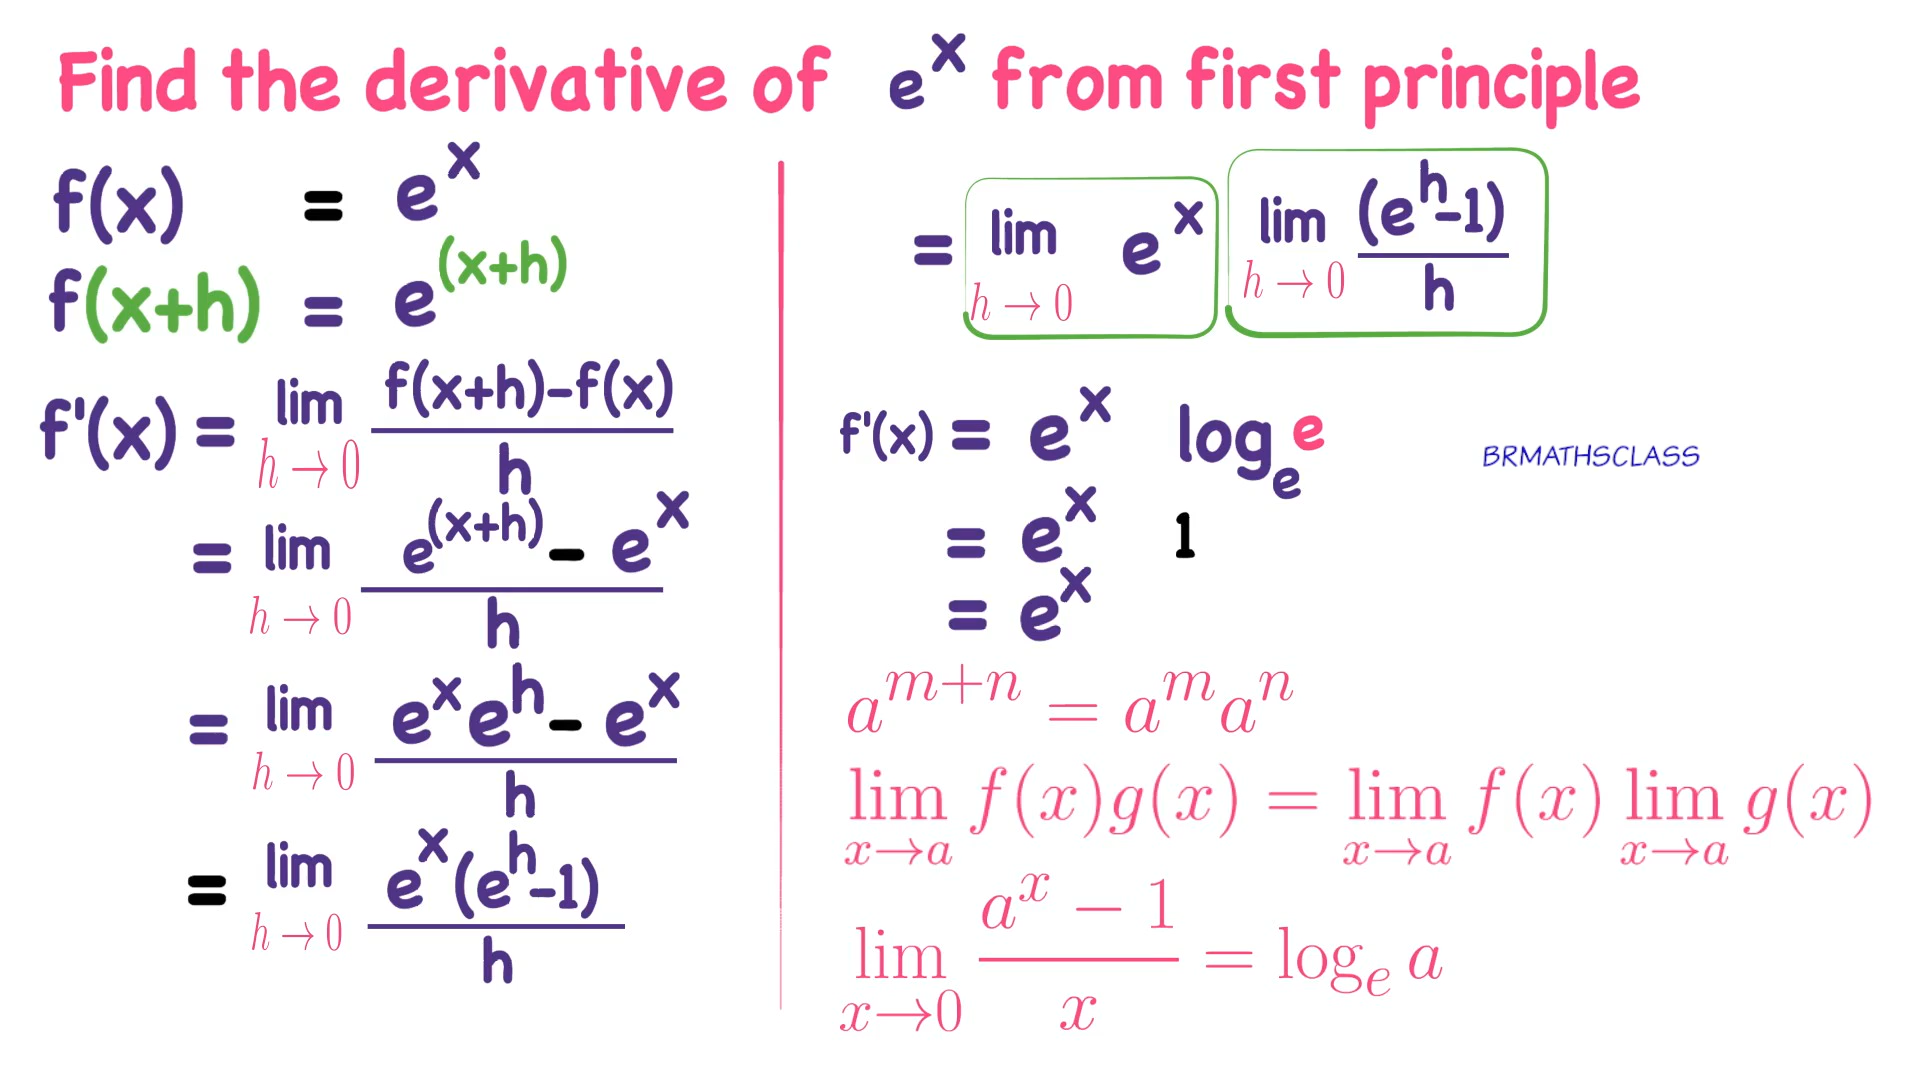 Find the derivative of e^x from first principle
f(x) = e^x
f(x+h) = e^(x+h)
f'(x) = lim h→0 f(x+h)-f(x) / h
= lim h→0 e^(x+h) - e^x / h
= lim h→0 e^x e^h - e^x / h
= lim h→0 e^x (e^h-1) / h
= lim h→0 e^x lim h→0 (e^h-1) / h
f'(x) = e^x log_e e
= e^x 1
= e^x
BRMATHSCLASS
a^{m+n} = a^m a^n
lim x→a f(x)g(x) = lim x→a f(x) lim x→a g(x)
lim x→0 a^x - 1 / x = log_e a